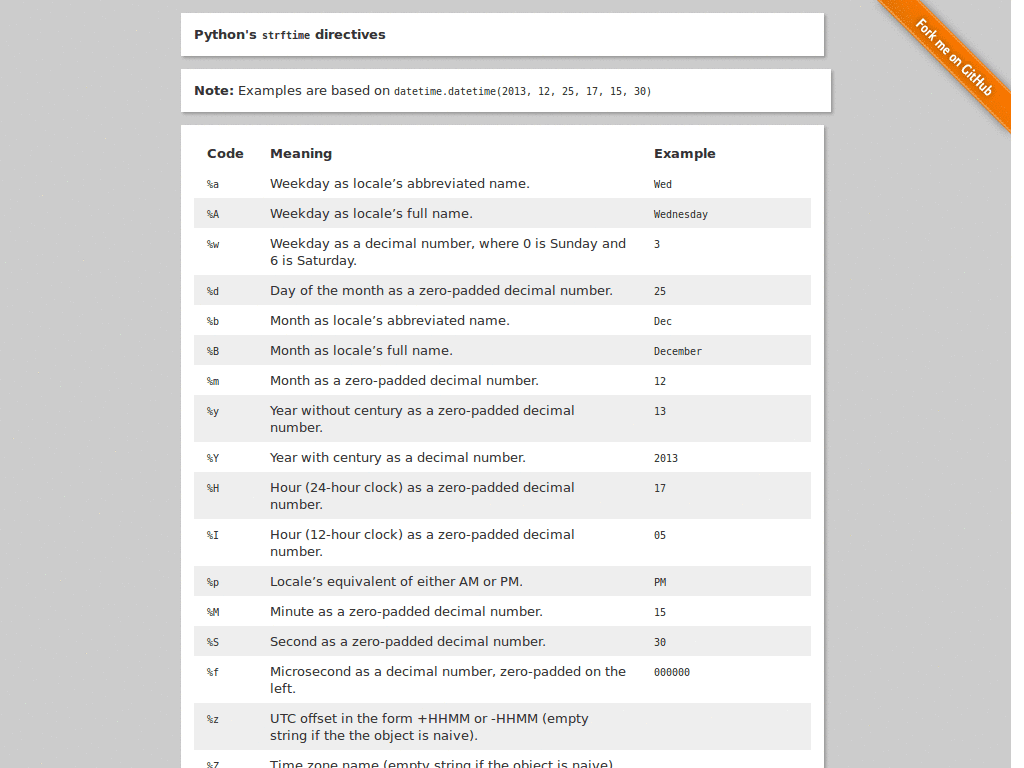 Python's strftime directives
Fork me on GitHub
Note: Examples are based on datetime.datetime(2013, 12, 25, 17, 15, 30)
Code Meaning Example
%a Weekday as locale’s abbreviated name. Wed
%A Weekday as locale’s full name. Wednesday
%w Weekday as a decimal number, where 0 is Sunday and 3
6 is Saturday.
%d Day of the month as a zero-padded decimal number. 25
%b Month as locale’s abbreviated name. Dec
%B Month as locale’s full name. December
%m Month as a zero-padded decimal number. 12
%y Year without century as a zero-padded decimal 13
number.
%Y Year with century as a decimal number. 2013
%H Hour (24-hour clock) as a zero-padded decimal 17
number.
%I Hour (12-hour clock) as a zero-padded decimal 05
number.
%p Locale’s equivalent of either AM or PM. PM
%M Minute as a zero-padded decimal number. 15
%S Second as a zero-padded decimal number. 30
%f Microsecond as a decimal number, zero-padded on the 000000
left.
%z UTC offset in the form +HHMM or -HHMM (empty
string if the the object is naive).
%Z Time zone name (empty string if the object is naive)